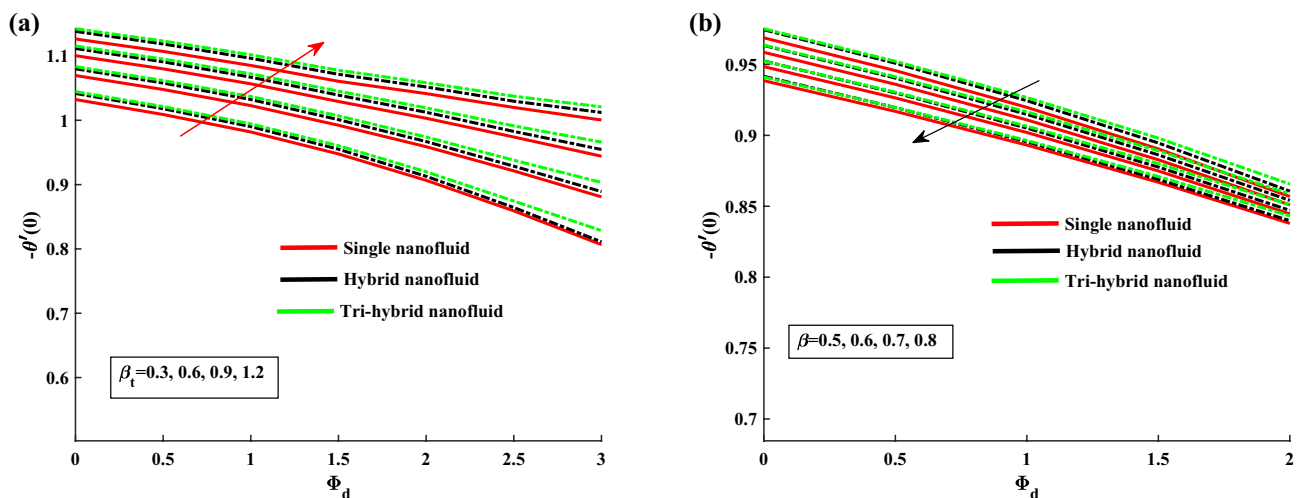 (a)
1.1
1
0.9
0.8
0.7
0.6
-θ'(0)
Single nanofluid
Hybrid nanofluid
Tri-hybrid nanofluid
β_t=0.3, 0.6, 0.9, 1.2
0 0.5 1 1.5 2 2.5 3
Φ_d
(b)
0.95
0.9
0.85
0.8
0.75
0.7
-θ'(0)
Single nanofluid
Hybrid nanofluid
Tri-hybrid nanofluid
β=0.5, 0.6, 0.7, 0.8
0 0.5 1 1.5 2
Φ_d